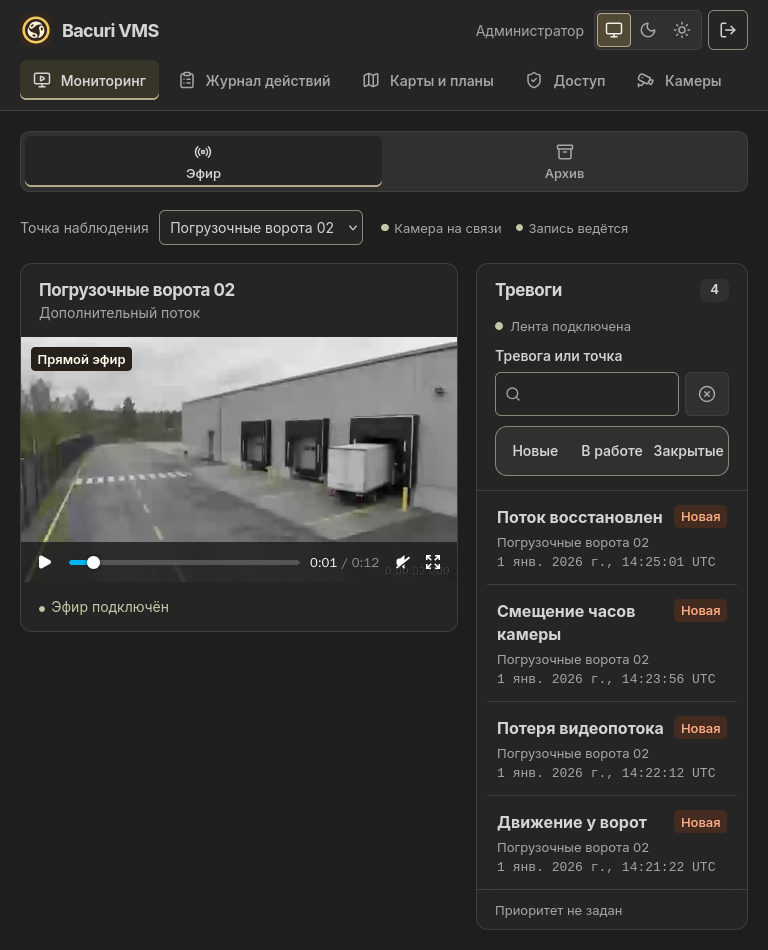 Bacuri VMS
Администратор
Мониторинг
Журнал действий
Карты и планы
Доступ
Камеры
Эфир
Архив
Точка наблюдения
Погрузочные ворота 02
Камера на связи
Запись ведётся
Погрузочные ворота 02
Дополнительный поток
Прямой эфир
0:01 / 0:12
Эфир подключён
Тревоги
4
Лента подключена
Тревога или точка
Новые
В работе
Закрытые
Поток восстановлен
Новая
Погрузочные ворота 02
1 янв. 2026 г., 14:25:01 UTC
Смещение часов
камеры
Новая
Погрузочные ворота 02
1 янв. 2026 г., 14:23:56 UTC
Потеря видеопотока
Новая
Погрузочные ворота 02
1 янв. 2026 г., 14:22:12 UTC
Движение у ворот
Новая
Погрузочные ворота 02
1 янв. 2026 г., 14:21:22 UTC
Приоритет не задан